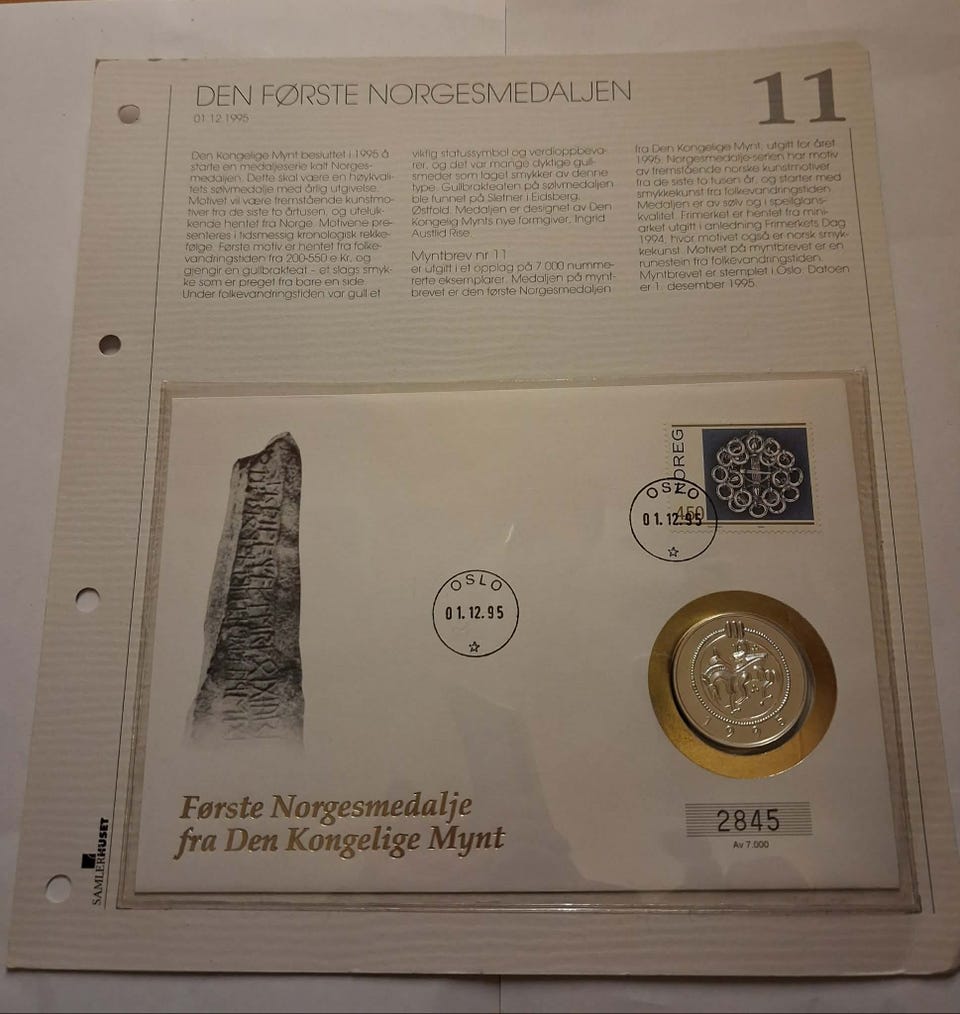 DEN FØRSTE NORGESMEDALJEN
01.12.1995
11
Den Kongelige Mynt besluttet i 1995 å
starte en medaljeserie kalt Norges-
medaljen. Dette skal være en høykvali-
tets sølvmedalje med årlig utgivelse.
Motivet vil være fremstående kunstmo-
tiver fra de siste to årtusen, og uteluk-
kende hentet fra Norge. Motivene pre-
senteres i tidsmessig kronologisk rekke-
følge. Første motiv er hentet fra folke-
vandringstiden fra 200-550 e.Kr, og
gjengir en gullbrakteat - et slags smyk-
ke som er preget fra bare en side.
Under folkevandringstiden var gull et
viktig statussymbol og verdioppbeva-
rer, og det var mange dyktige gull-
smeder som laget smykker av denne
type. Gullbrakteaten på sølvmedaljen
ble funnet på Sletner i Eidsberg,
Østfold. Medaljen er designet av Den
Kongelig Mynts nye formgiver, Ingrid
Austlid Rise.
Myntbrev nr 11
er utgitt i et opplag på 7 000 numme-
rerte eksemplarer. Medaljen på mynt-
brevet er den første Norgesmedaljen
fra Den Kongelige Mynt, utgitt for året
1995. Norgesmedalje-serien har motiv
av fremstående norske kunstmotiver
fra de siste to tusen år, og starter med
smykkekunst fra folkevandringstiden.
Medaljen er av sølv og i speilglans-
kvalitet. Frimerket er hentet fra mini-
arket utgitt i anledning Frimerkets Dag
1994, hvor motivet også er norsk smyk-
kekunst. Motivet på myntbrevet er en
runestein fra folkevandringstiden.
Myntbrevet er stemplet i Oslo. Datoen
er 1. desember 1995.
NOREG
450
OSLO
01.12.95
OSLO
01.12.95
1995
Første Norgesmedalje
fra Den Kongelige Mynt
2845
Av 7.000
SAMLERHUSET